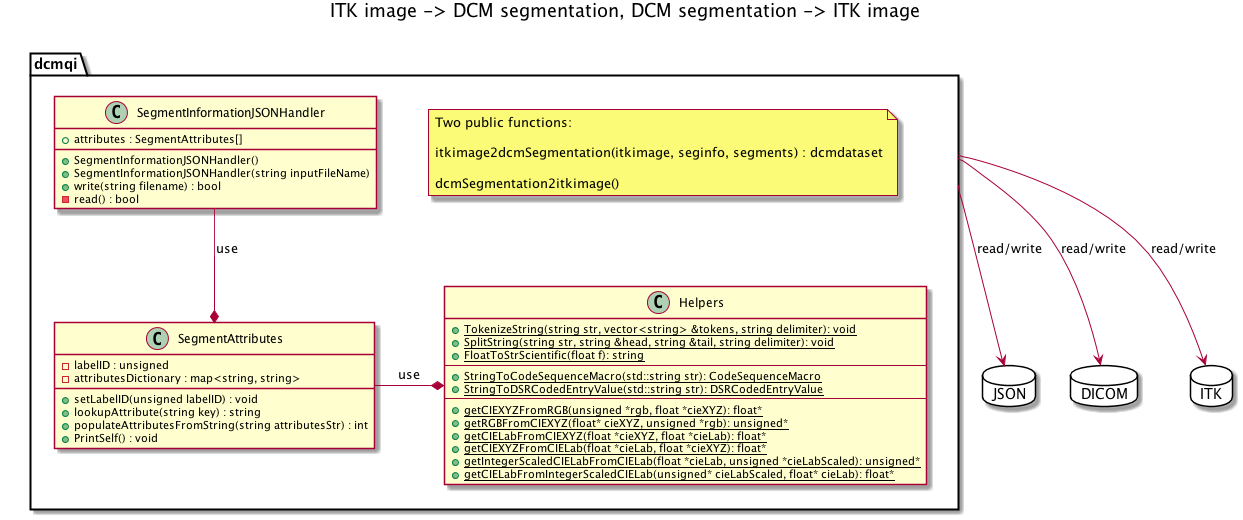 ITK image -> DCM segmentation, DCM segmentation -> ITK image
dcmqi
C SegmentInformationJSONHandler
attributes : SegmentAttributes[]
SegmentInformationJSONHandler()
SegmentInformationJSONHandler(string inputFileName)
write(string filename) : bool
read() : bool
Two public functions:
itkimage2dcmSegmentation(itkimage, seginfo, segments) : dcmdataset
dcmSegmentation2itkimage()
use
read/write
read/write
read/write
C SegmentAttributes
labelID : unsigned
attributesDictionary : map<string, string>
setLabelID(unsigned labelID) : void
lookupAttribute(string key) : string
populateAttributesFromString(string attributesStr) : int
PrintSelf() : void
use
C Helpers
TokenizeString(string str, vector<string> &tokens, string delimiter): void
SplitString(string str, string &head, string &tail, string delimiter): void
FloatToStrScientific(float f): string
StringToCodeSequenceMacro(std::string str): CodeSequenceMacro
StringToDSRCodedEntryValue(std::string str): DSRCodedEntryValue
getCIEXYZFromRGB(unsigned *rgb, float *cieXYZ): float*
getRGBFromCIEXYZ(float* cieXYZ, unsigned *rgb): unsigned*
getCIELabFromCIEXYZ(float *cieXYZ, float *cieLab): float*
getCIEXYZFromCIELab(float *cieLab, float *cieXYZ): float*
getIntegerScaledCIELabFromCIELab(float *cieLab, unsigned *cieLabScaled): unsigned*
getCIELabFromIntegerScaledCIELab(unsigned* cieLabScaled, float* cieLab): float*
JSON
DICOM
ITK